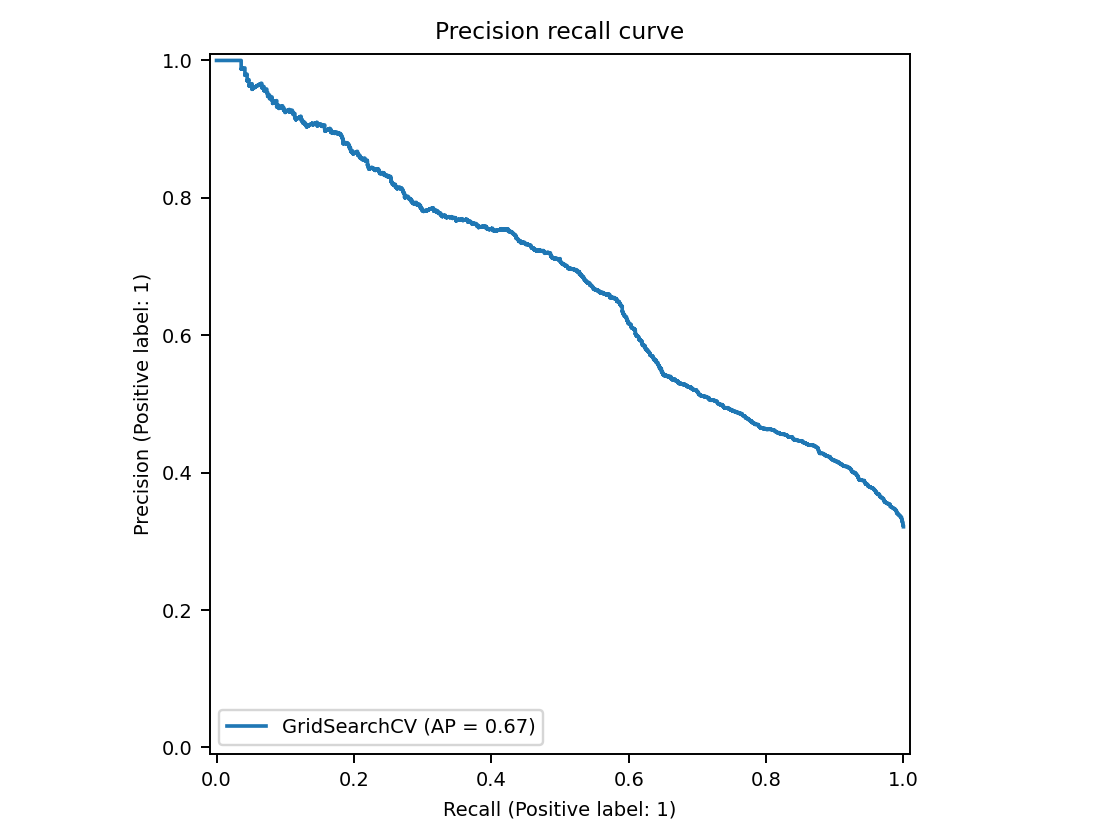 Precision recall curve
1.0
0.8
0.6
0.4
0.2
0.0
Precision (Positive label: 1)
GridSearchCV (AP = 0.67)
0.0 0.2 0.4 0.6 0.8 1.0
Recall (Positive label: 1)